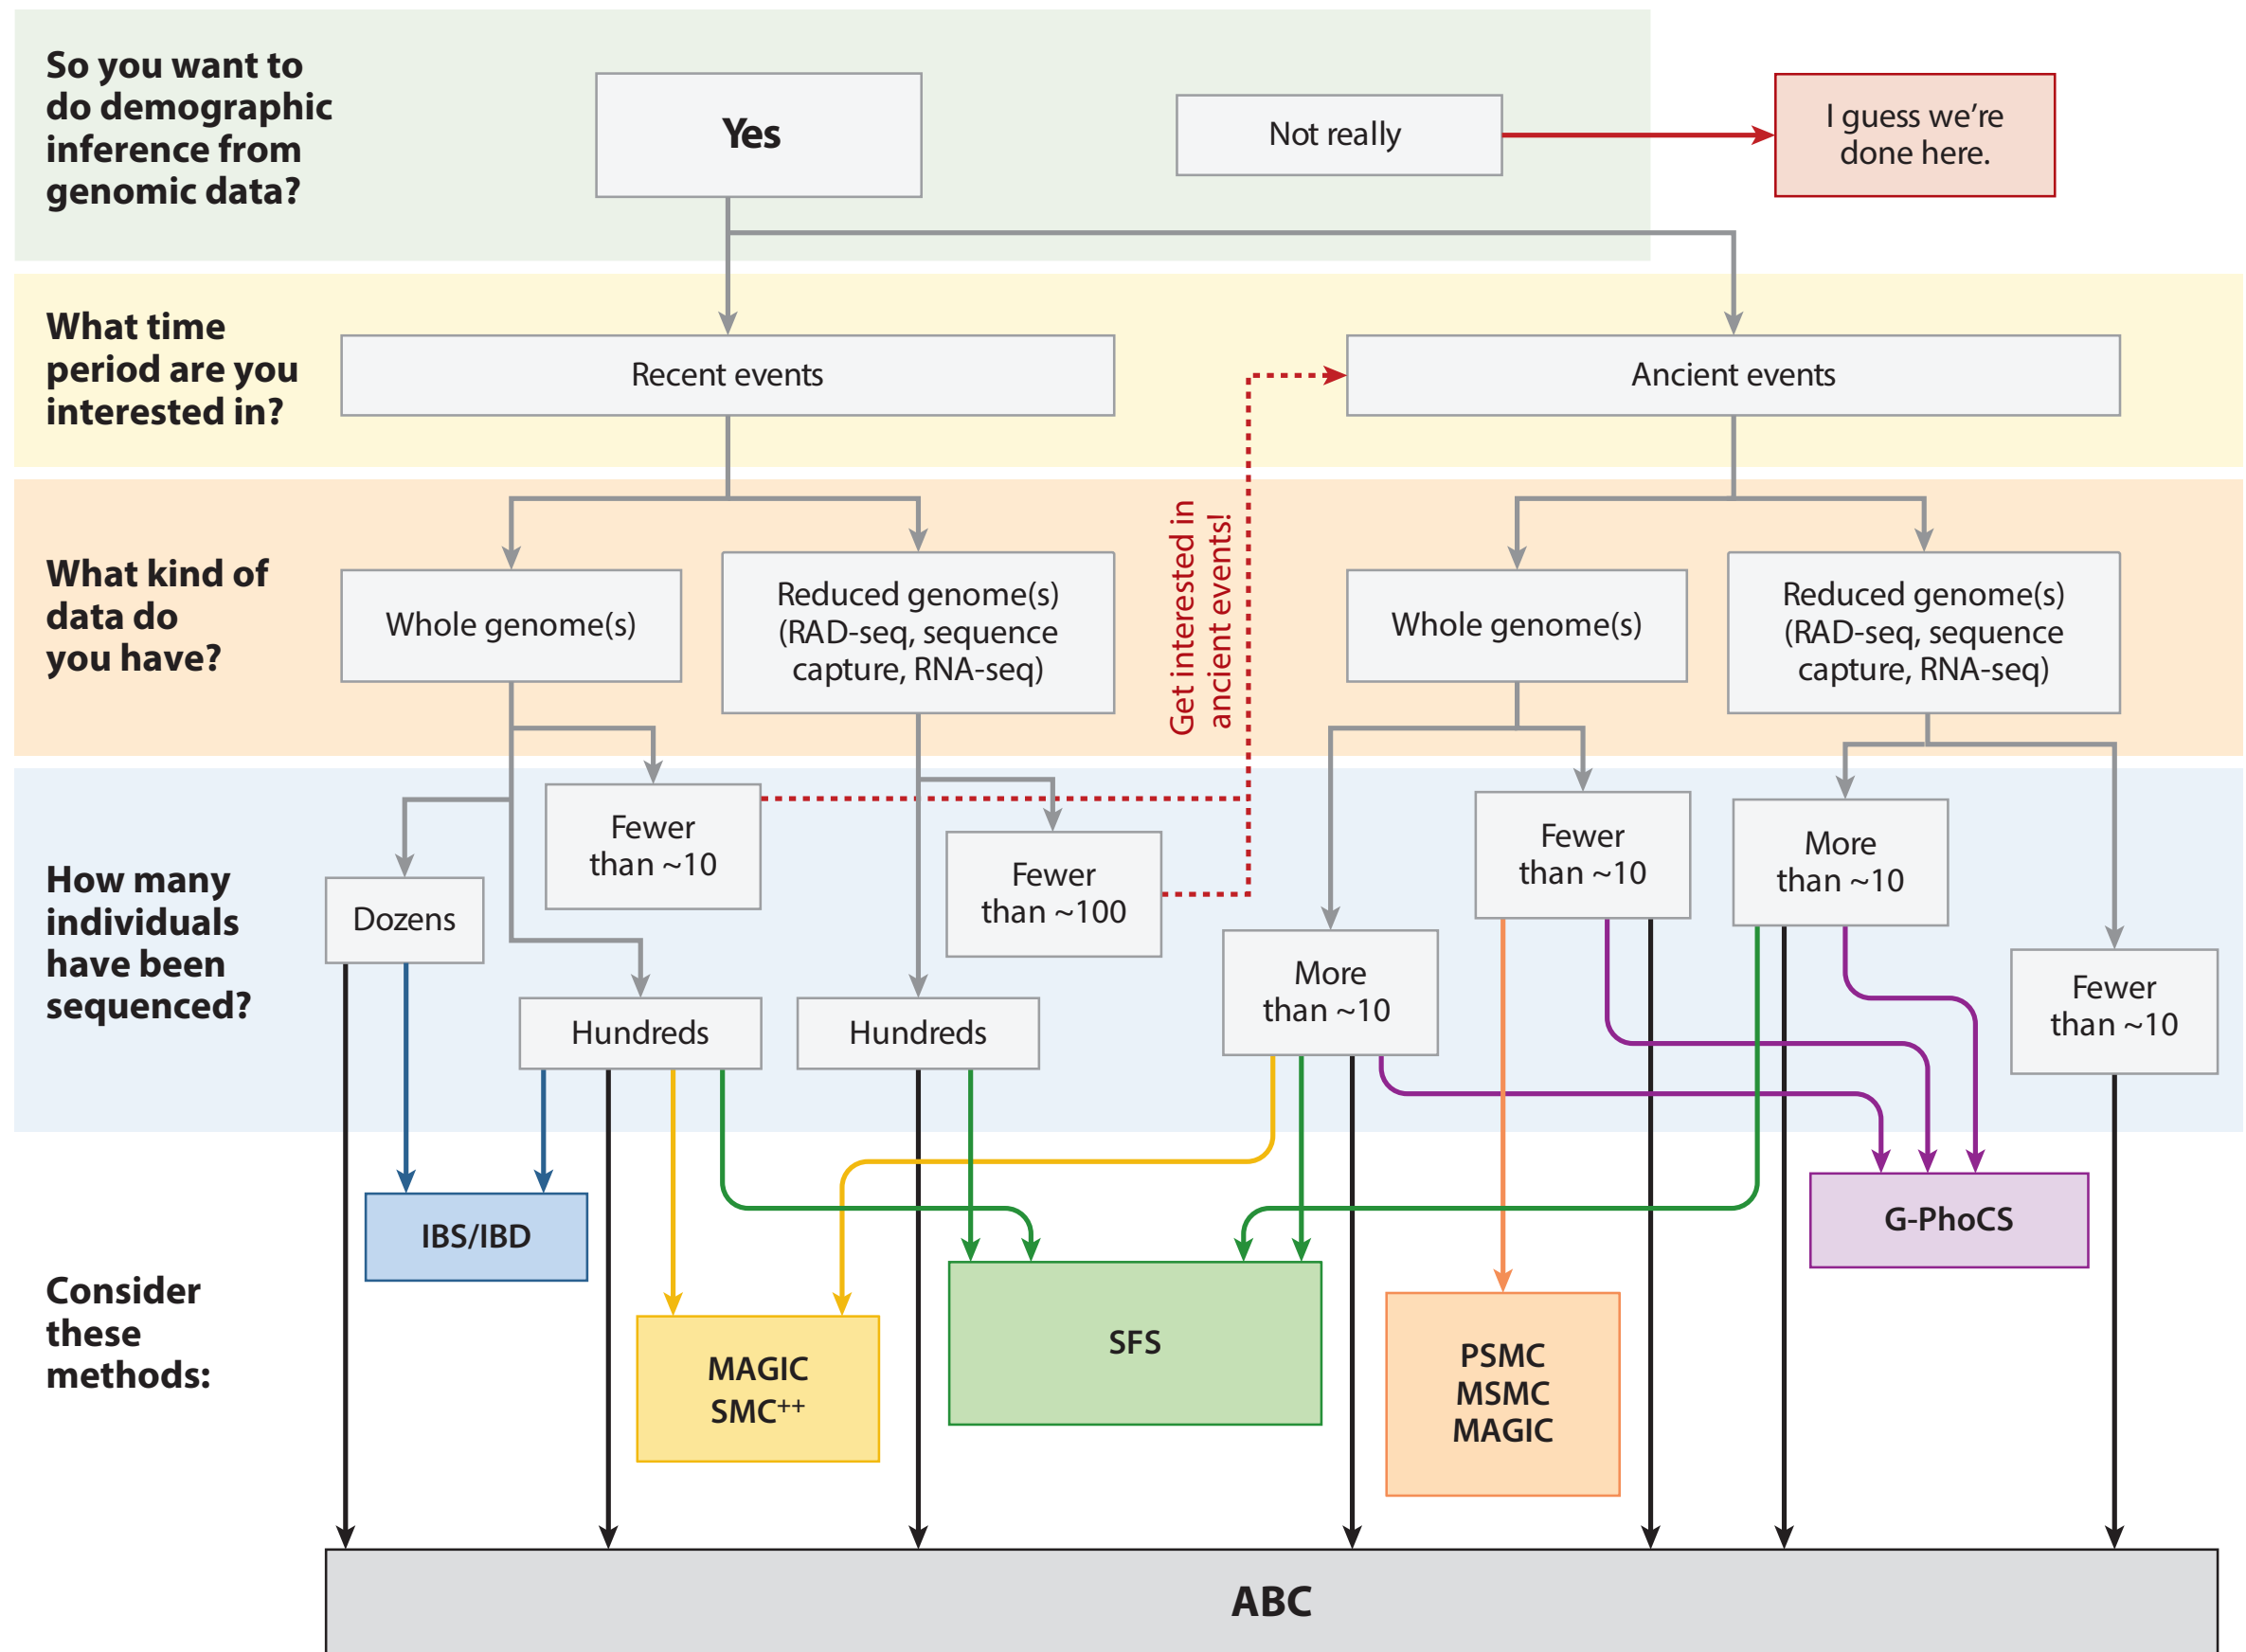 So you want to
do demographic
inference from
genomic data?
Yes
Not really
I guess we're
done here.
What time
period are you
interested in?
Recent events
Ancient events
What kind of
data do
you have?
Whole genome(s)
Reduced genome(s)
(RAD-seq, sequence
capture, RNA-seq)
Get interested in
ancient events!
Whole genome(s)
Reduced genome(s)
(RAD-seq, sequence
capture, RNA-seq)
How many
individuals
have been
sequenced?
Dozens
Fewer
than ~10
Hundreds
Hundreds
Fewer
than ~100
More
than ~10
Fewer
than ~10
More
than ~10
Fewer
than ~10
Consider
these
methods:
IBS/IBD
MAGIC
SMC++
SFS
PSMC
MSMC
MAGIC
G-PhoCS
ABC